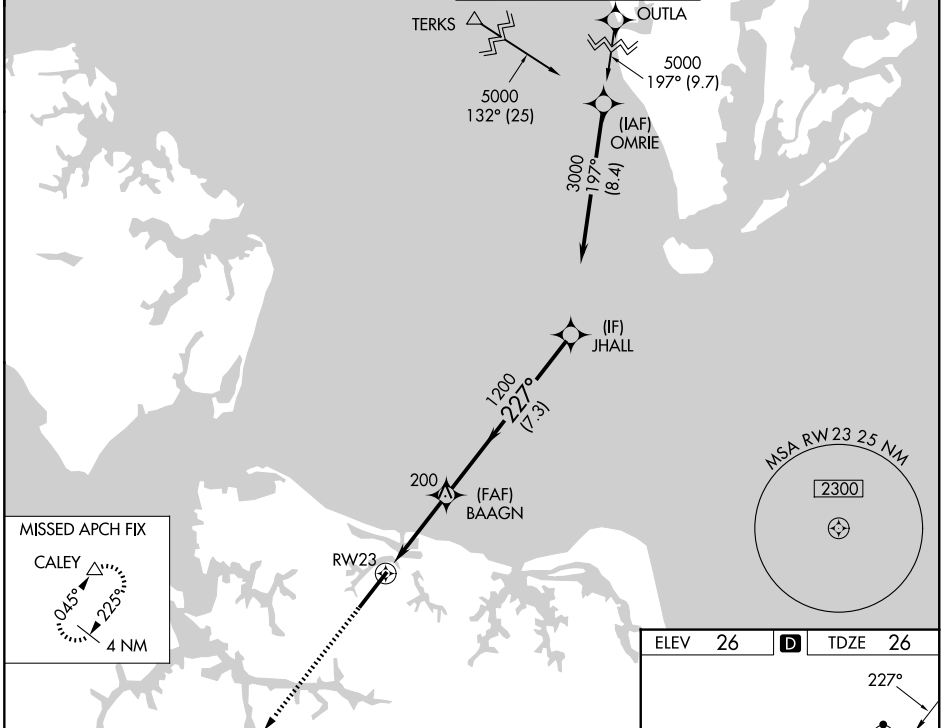 TERKS
OUTLA
5000
197° (9.7)
5000
132° (25)
(IAF)
OMRIE
3000
197°
(8.4)
(IF)
JHALL
1200
227°
(7.3)
MSA RW23 25 NM
2300
200
(FAF)
BAAGN
MISSED APCH FIX
CALEY
045°
225°
4 NM
RW23
ELEV 26 D TDZE 26
227°